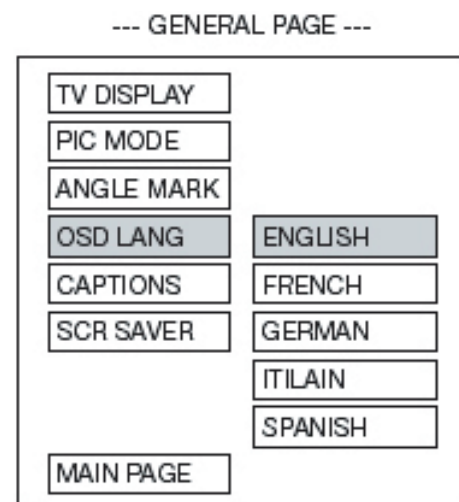 --- GENERAL PAGE ---
TV DISPLAY
PIC MODE
ANGLE MARK
OSD LANG ENGLISH
CAPTIONS FRENCH
SCR SAVER GERMAN
ITILAIN
SPANISH
MAIN PAGE